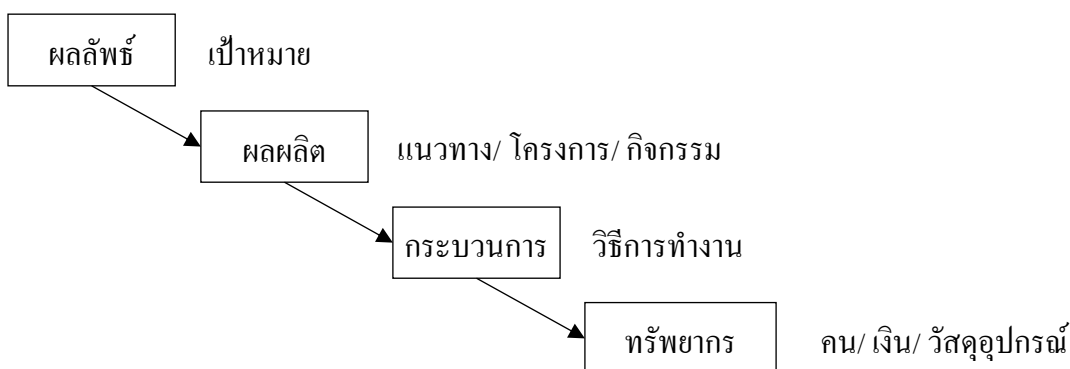 ผลลัพธ์ เป้าหมาย
ผลผลิต แนวทาง/ โครงการ/ กิจกรรม
กระบวนการ วิธีการทำงาน
ทรัพยากร คน/ เงิน/ วัสดุอุปกรณ์